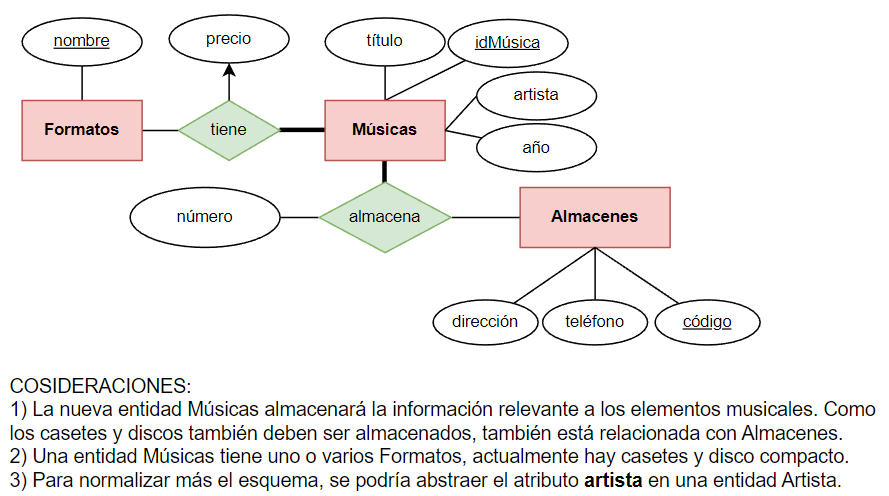 nombre
precio
título
idMúsica
artista
año
Formatos
tiene
Músicas
número
almacena
Almacenes
dirección
teléfono
código
COSIDERACIONES:
1) La nueva entidad Músicas almacenará la información relevante a los elementos musicales. Como
los casetes y discos también deben ser almacenados, también está relacionada con Almacenes.
2) Una entidad Músicas tiene uno o varios Formatos, actualmente hay casetes y disco compacto.
3) Para normalizar más el esquema, se podría abstraer el atributo artista en una entidad Artista.